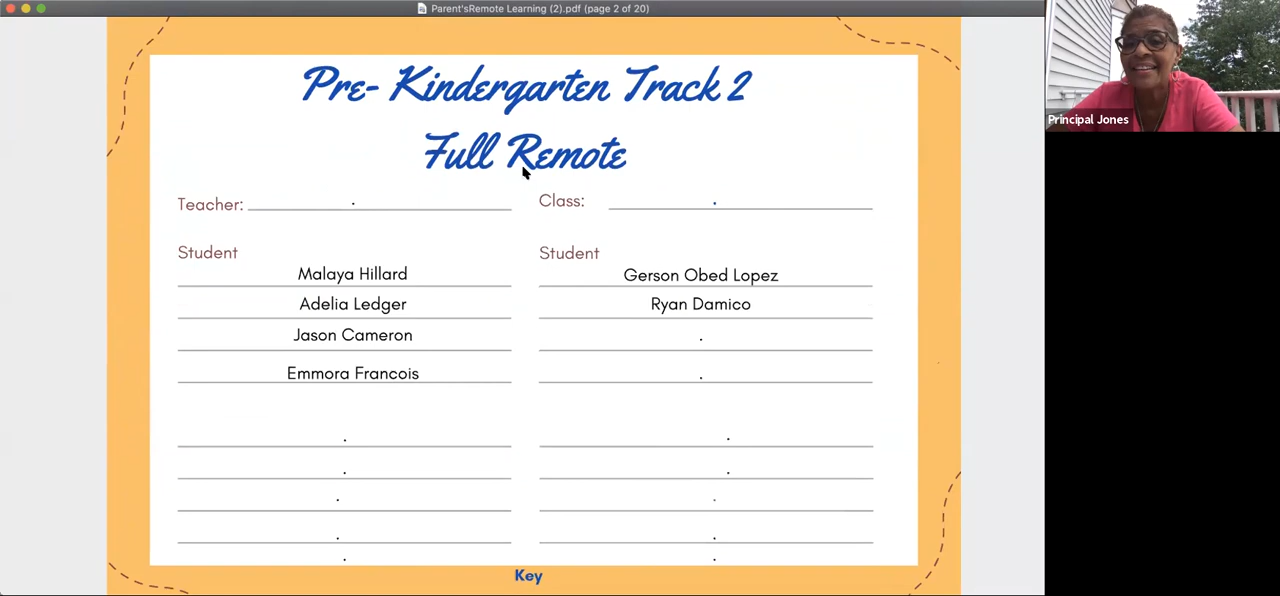 Parent'sRemote Learning (2).pdf (page 2 of 20)
Pre- Kindergarten Track 2
Full Remote
Teacher: .
Class: .
Student
Malaya Hillard
Adelia Ledger
Jason Cameron
Emmora Francois
Student
Gerson Obed Lopez
Ryan Damico
Key
Principal Jones